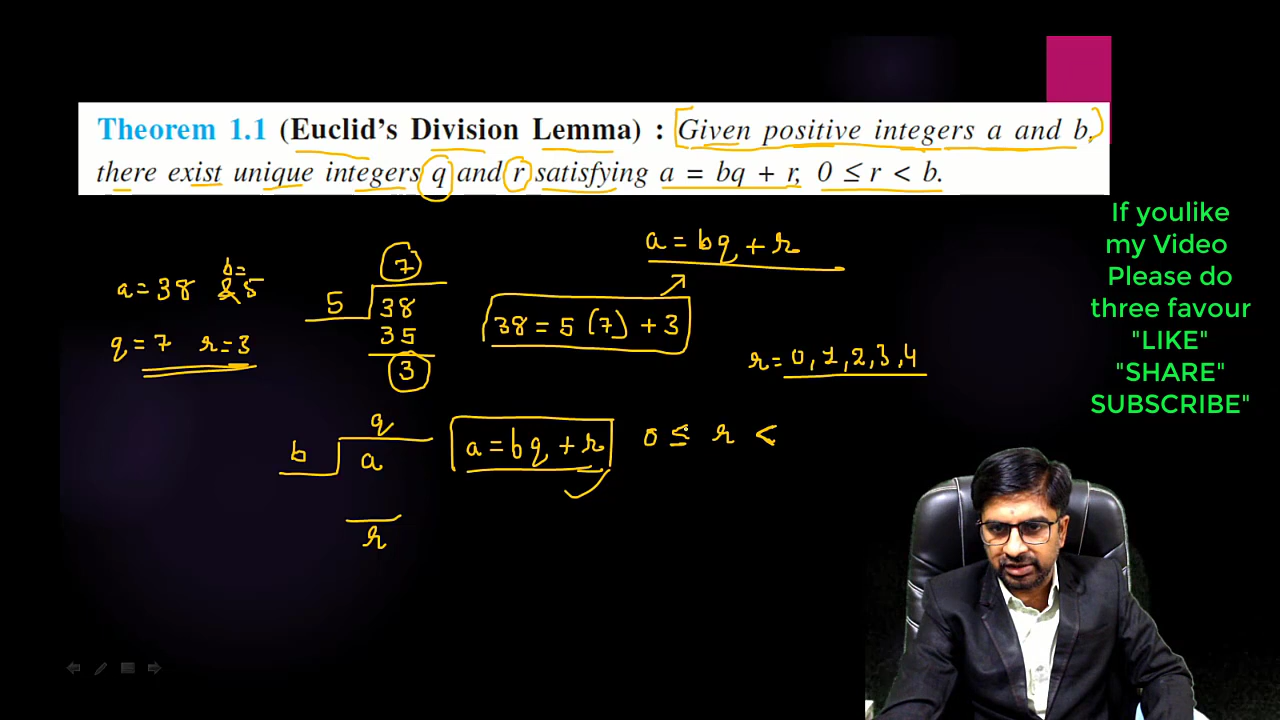 Theorem 1.1 (Euclid's Division Lemma) : Given positive integers a and b,
there exist unique integers q and r satisfying a = bq + r, 0 ≤ r < b.
If youlike
my Video
Please do
three favour
"LIKE"
"SHARE"
SUBSCRIBE"
a = bq + r
b=
a = 38 & 5
q = 7 r = 3
7
5 38
35
3
38 = 5 (7) + 3
r = 0, 1, 2, 3, 4
q
b a
r
a = bq + r 0 ≤ r <